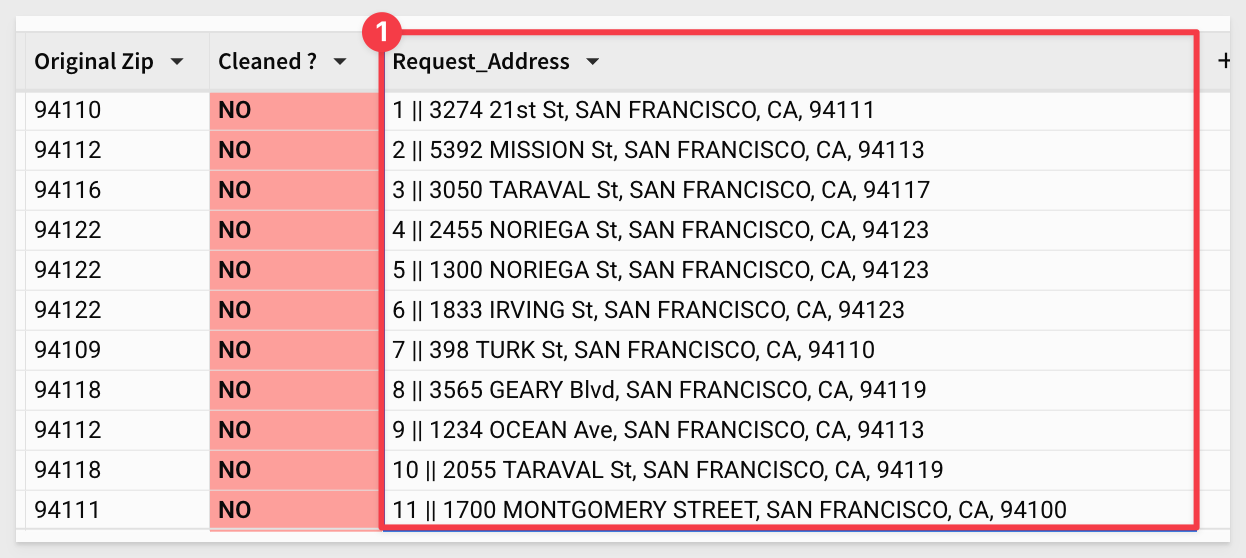 1
Original Zip Cleaned ? Request_Address +
94110 NO 1 || 3274 21st St, SAN FRANCISCO, CA, 94111
94112 NO 2 || 5392 MISSION St, SAN FRANCISCO, CA, 94113
94116 NO 3 || 3050 TARAVAL St, SAN FRANCISCO, CA, 94117
94122 NO 4 || 2455 NORIEGA St, SAN FRANCISCO, CA, 94123
94122 NO 5 || 1300 NORIEGA St, SAN FRANCISCO, CA, 94123
94122 NO 6 || 1833 IRVING St, SAN FRANCISCO, CA, 94123
94109 NO 7 || 398 TURK St, SAN FRANCISCO, CA, 94110
94118 NO 8 || 3565 GEARY Blvd, SAN FRANCISCO, CA, 94119
94112 NO 9 || 1234 OCEAN Ave, SAN FRANCISCO, CA, 94113
94118 NO 10 || 2055 TARAVAL St, SAN FRANCISCO, CA, 94119
94111 NO 11 || 1700 MONTGOMERY STREET, SAN FRANCISCO, CA, 94100